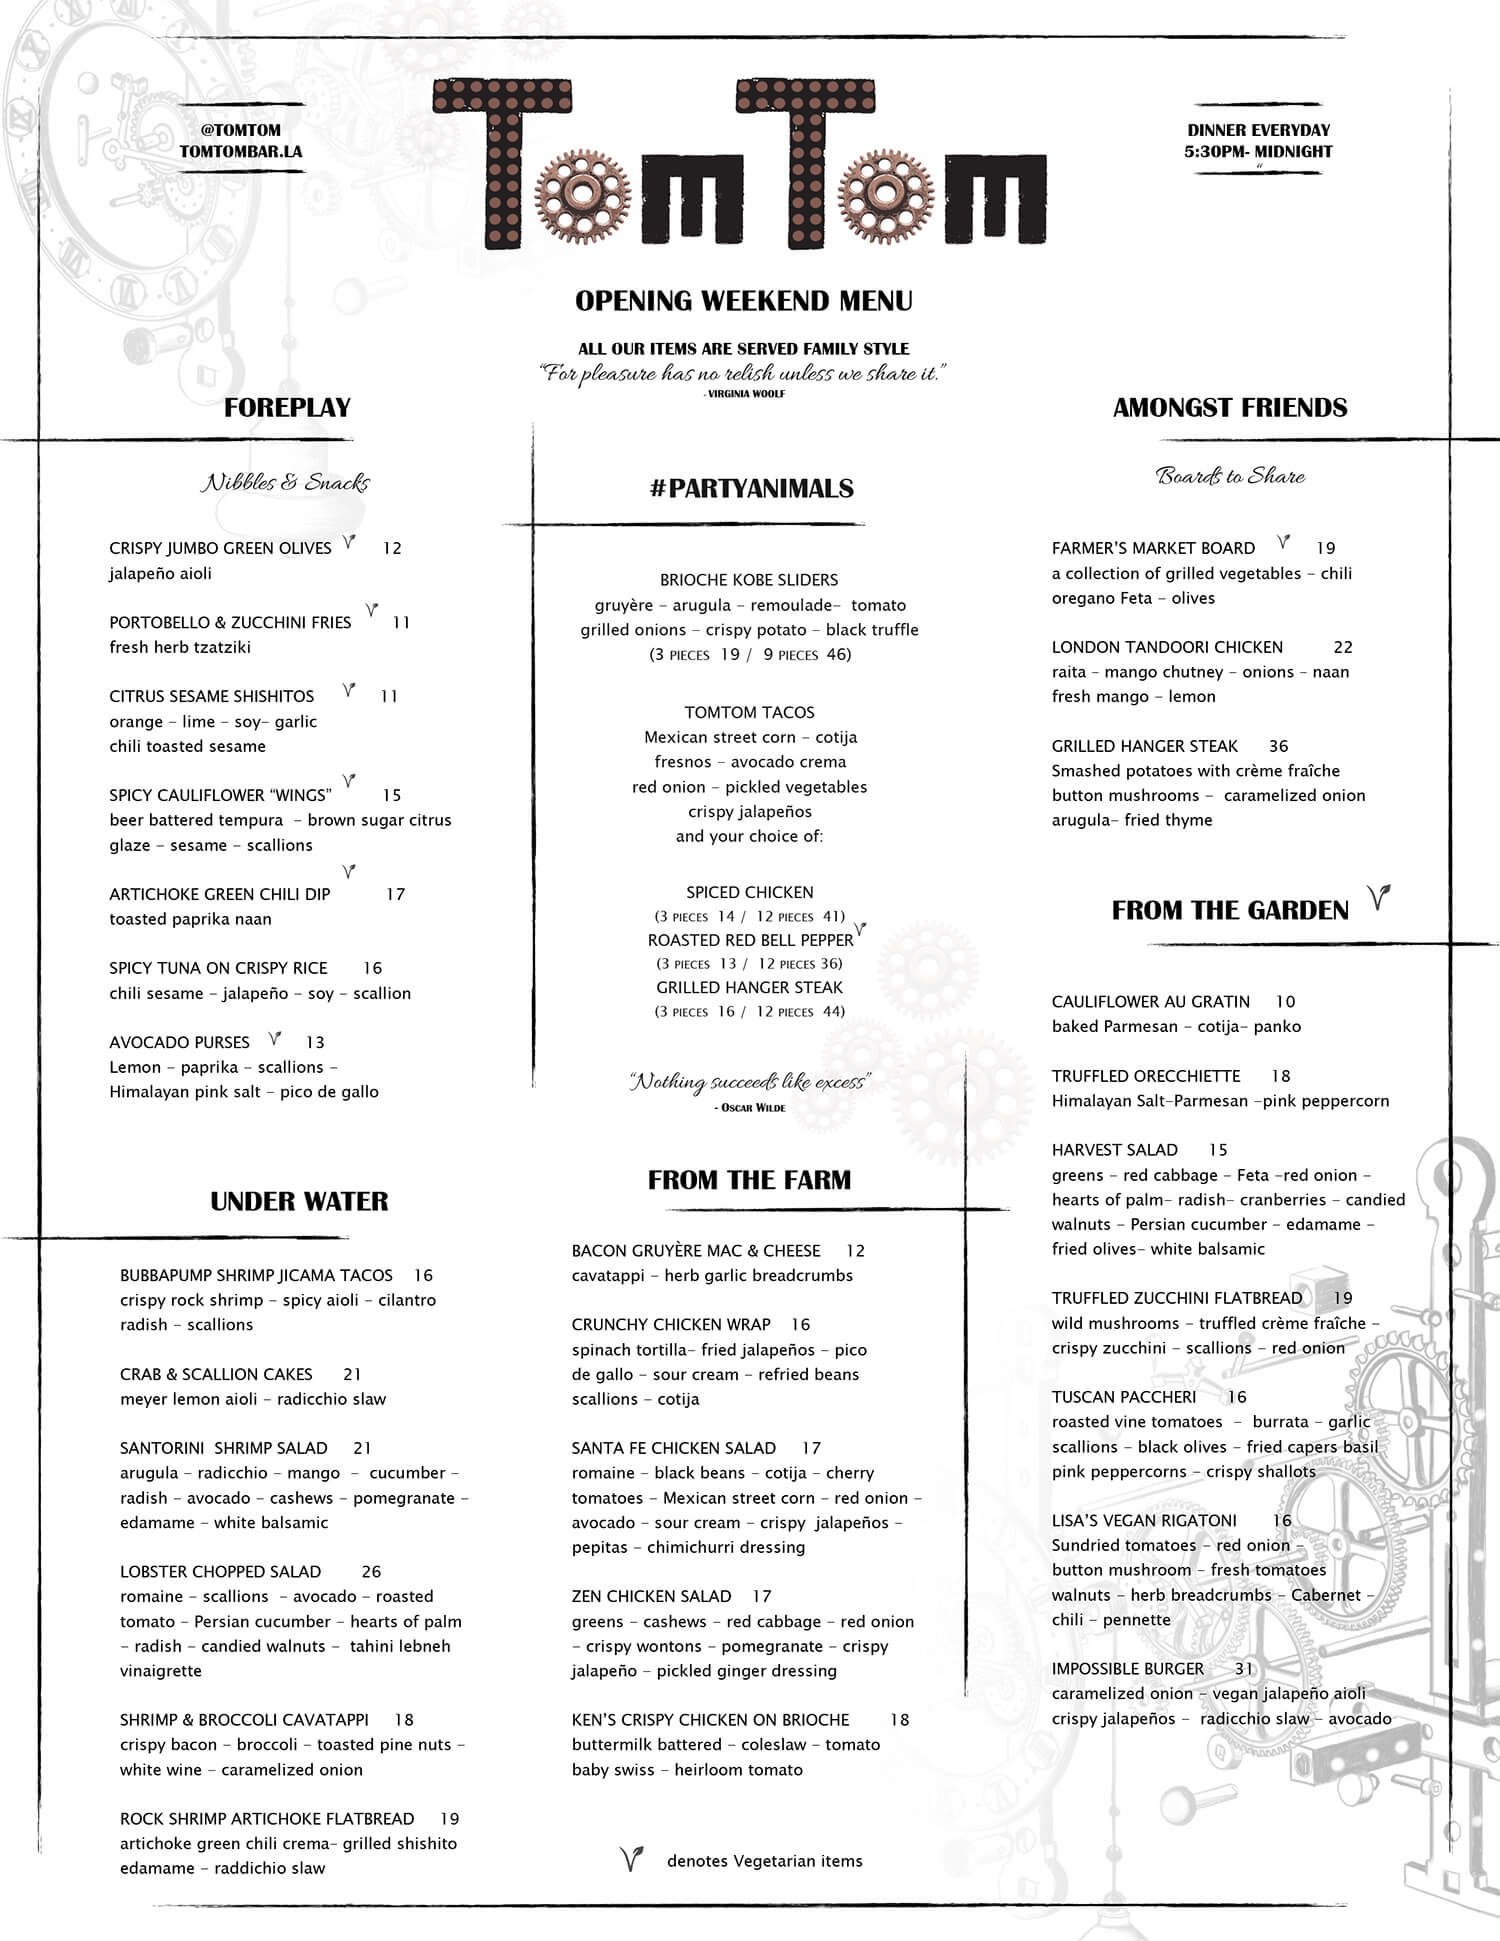 @TOMTOM
TOMTOMBAR.LA
TomTom
DINNER EVERYDAY
5:30PM- MIDNIGHT
“
OPENING WEEKEND MENU
ALL OUR ITEMS ARE SERVED FAMILY STYLE
“For pleasure has no relish unless we share it.”
- VIRGINIA WOOLF
FOREPLAY
Nibbles & Snacks
CRISPY JUMBO GREEN OLIVES V 12
jalapeño aioli
PORTOBELLO & ZUCCHINI FRIES V 11
fresh herb tzatziki
CITRUS SESAME SHISHITOS V 11
orange – lime – soy– garlic
chili toasted sesame
SPICY CAULIFLOWER “WINGS” V 15
beer battered tempura – brown sugar citrus
glaze – sesame – scallions
ARTICHOKE GREEN CHILI DIP V 17
toasted paprika naan
SPICY TUNA ON CRISPY RICE 16
chili sesame – jalapeño – soy – scallion
AVOCADO PURSES V 13
Lemon – paprika – scallions –
Himalayan pink salt – pico de gallo
UNDER WATER
BUBBAPUMP SHRIMP JICAMA TACOS 16
crispy rock shrimp – spicy aioli – cilantro
radish – scallions
CRAB & SCALLION CAKES 21
meyer lemon aioli – radicchio slaw
SANTORINI SHRIMP SALAD 21
arugula – radicchio – mango – cucumber –
radish – avocado – cashews – pomegranate –
edamame – white balsamic
LOBSTER CHOPPED SALAD 26
romaine – scallions – avocado – roasted
tomato – Persian cucumber – hearts of palm
– radish – candied walnuts – tahini lebneh
vinaigrette
SHRIMP & BROCCOLI CAVATAPPI 18
crispy bacon – broccoli – toasted pine nuts –
white wine – caramelized onion
ROCK SHRIMP ARTICHOKE FLATBREAD 19
artichoke green chili crema– grilled shishito
edamame – raddichio slaw
#PARTYANIMALS
BRIOCHE KOBE SLIDERS
gruyère – arugula – remoulade– tomato
grilled onions – crispy potato – black truffle
(3 PIECES 19 / 9 PIECES 46)
TOMTOM TACOS
Mexican street corn – cotija
fresnos – avocado crema
red onion – pickled vegetables
crispy jalapeños
and your choice of:
SPICED CHICKEN
(3 PIECES 14 / 12 PIECES 41)
ROASTED RED BELL PEPPER V
(3 PIECES 13 / 12 PIECES 36)
GRILLED HANGER STEAK
(3 PIECES 16 / 12 PIECES 44)
“Nothing succeeds like excess”
- OSCAR WILDE
FROM THE FARM
BACON GRUYÈRE MAC & CHEESE 12
cavatappi – herb garlic breadcrumbs
CRUNCHY CHICKEN WRAP 16
spinach tortilla– fried jalapeños – pico
de gallo – sour cream – refried beans
scallions – cotija
SANTA FE CHICKEN SALAD 17
romaine – black beans – cotija – cherry
tomatoes – Mexican street corn – red onion –
avocado – sour cream – crispy jalapeños –
pepitas – chimichurri dressing
ZEN CHICKEN SALAD 17
greens – cashews – red cabbage – red onion
– crispy wontons – pomegranate – crispy
jalapeño – pickled ginger dressing
KEN’S CRISPY CHICKEN ON BRIOCHE 18
buttermilk battered – coleslaw – tomato
baby swiss – heirloom tomato
V denotes Vegetarian items
AMONGST FRIENDS
Boards to Share
FARMER’S MARKET BOARD V 19
a collection of grilled vegetables – chili
oregano Feta – olives
LONDON TANDOORI CHICKEN 22
raita – mango chutney – onions – naan
fresh mango – lemon
GRILLED HANGER STEAK 36
Smashed potatoes with crème fraîche
button mushrooms – caramelized onion
arugula– fried thyme
FROM THE GARDEN V
CAULIFLOWER AU GRATIN 10
baked Parmesan – cotija– panko
TRUFFLED ORECCHIETTE 18
Himalayan Salt–Parmesan –pink peppercorn
HARVEST SALAD 15
greens – red cabbage – Feta –red onion –
hearts of palm– radish– cranberries – candied
walnuts – Persian cucumber – edamame –
fried olives– white balsamic
TRUFFLED ZUCCHINI FLATBREAD 19
wild mushrooms – truffled crème fraîche –
crispy zucchini – scallions – red onion
TUSCAN PACCHERI 16
roasted vine tomatoes – burrata – garlic
scallions – black olives – fried capers basil
pink peppercorns – crispy shallots
LISA’S VEGAN RIGATONI 16
Sundried tomatoes – red onion –
button mushroom – fresh tomatoes
walnuts – herb breadcrumbs – Cabernet –
chili – pennette
IMPOSSIBLE BURGER 31
caramelized onion – vegan jalapeño aioli
crispy jalapeños – radicchio slaw – avocado